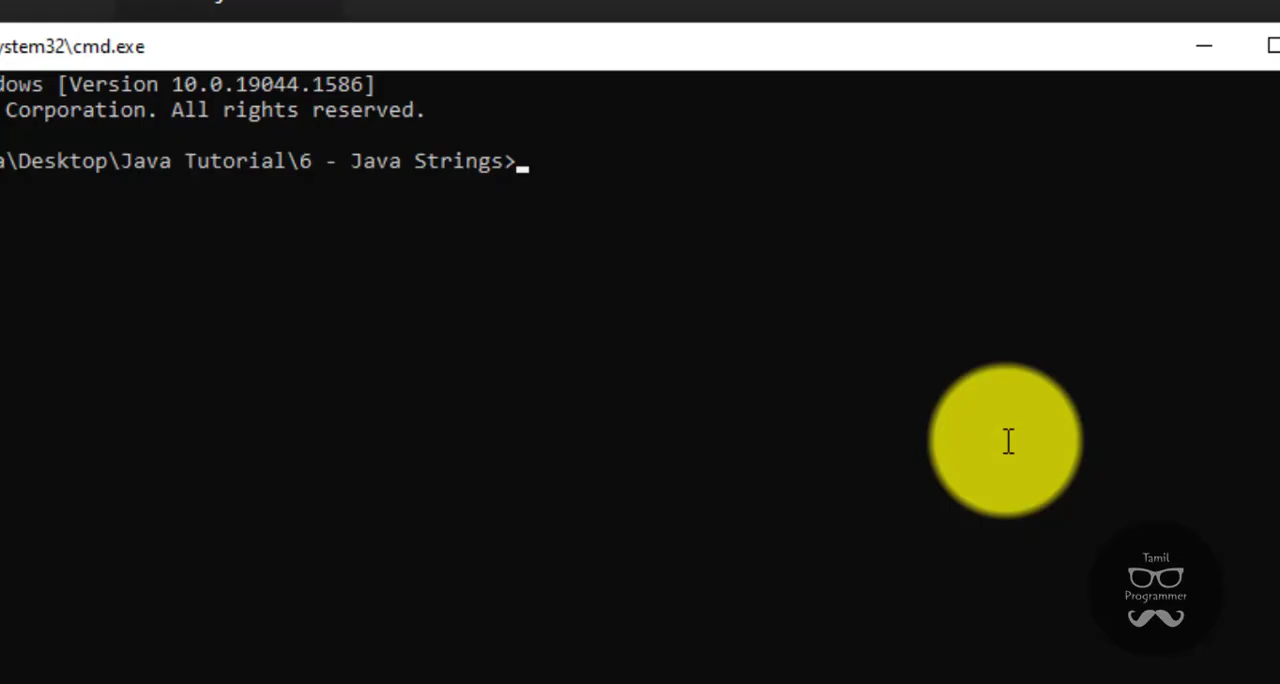 ystem32\cmd.exe
dows [Version 10.0.19044.1586]
Corporation. All rights reserved.
a\Desktop\Java Tutorial\6 - Java Strings>
Tamil
Programmer